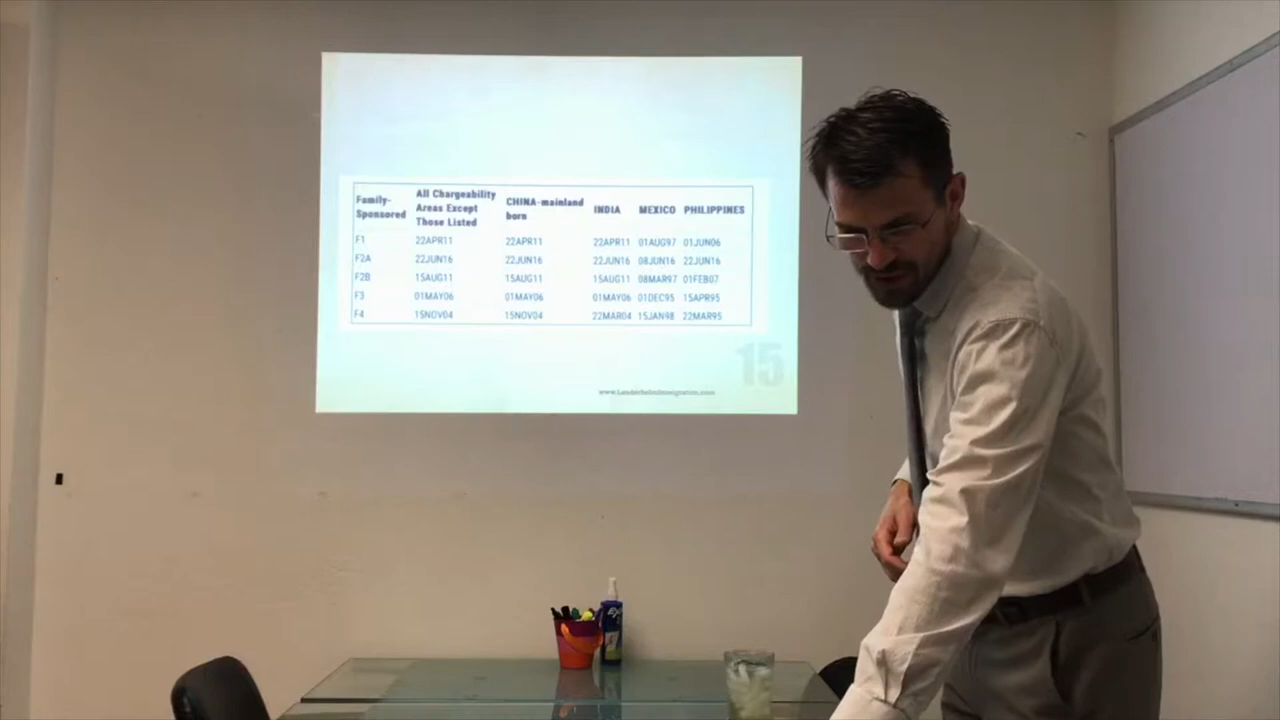 Family-Sponsored All Chargeability Areas Except Those Listed CHINA-mainland born INDIA MEXICO PHILIPPINES
F1 22APR11 22APR11 22APR11 01AUG97 01JUN06
F2A 22JUN16 22JUN16 22JUN16 08JUN16 22JUN16
F2B 15AUG11 15AUG11 15AUG11 08MAR97 01FEB07
F3 01MAY06 01MAY06 01MAY06 01DEC95 15APR95
F4 15NOV04 15NOV04 22MAR04 15JAN98 22MAR95
15